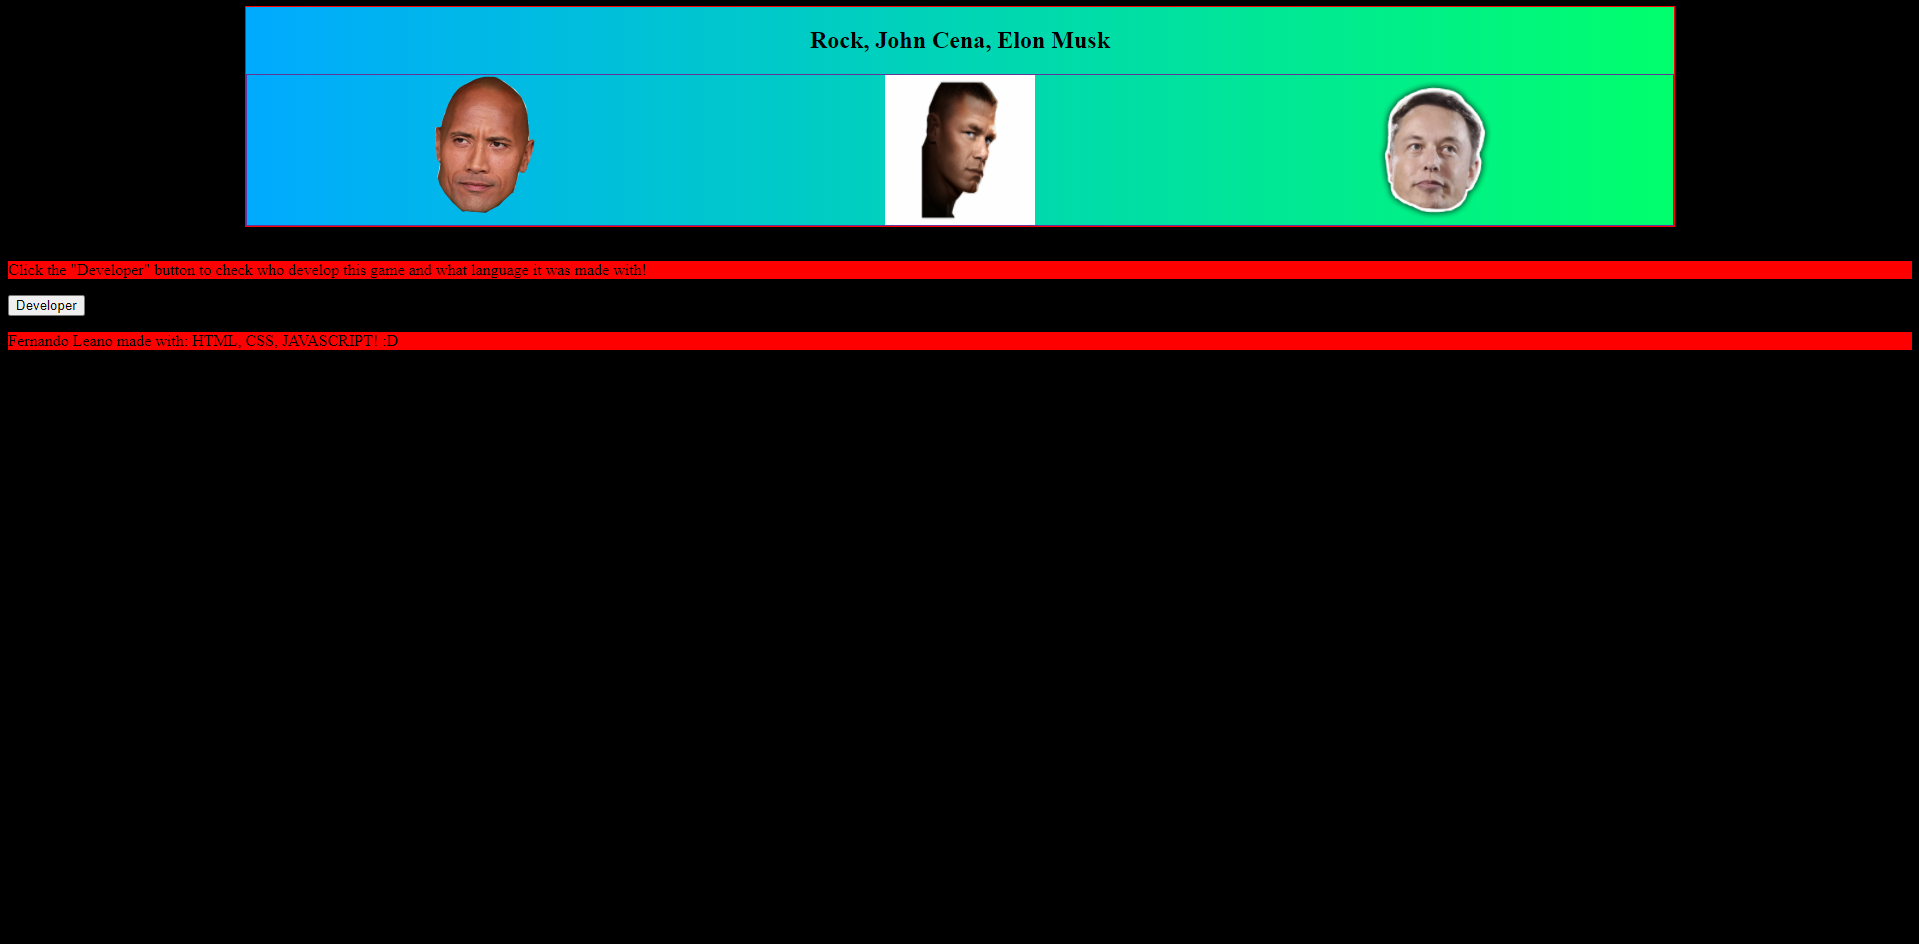 Rock, John Cena, Elon Musk
Click the "Developer" button to check who develop this game and what language it was made with!
Developer
Fernando Leano made with: HTML, CSS, JAVASCRIPT! :D